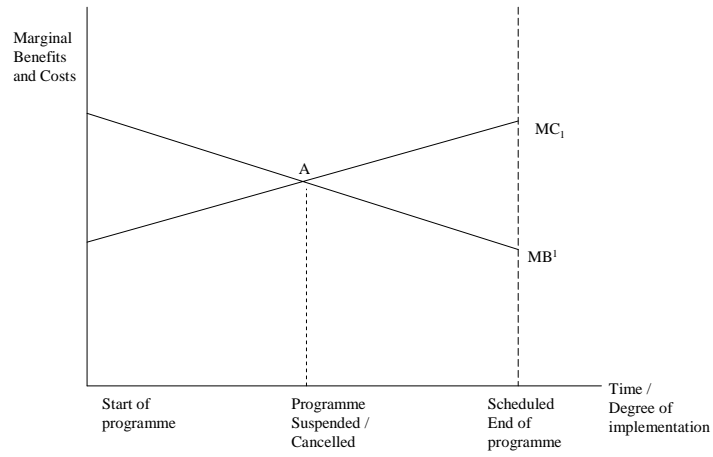 Marginal
Benefits
and Costs
MC₁
A
MB¹
Time /
Degree of
implementation
Start of
programme
Programme
Suspended /
Cancelled
Scheduled
End of
programme